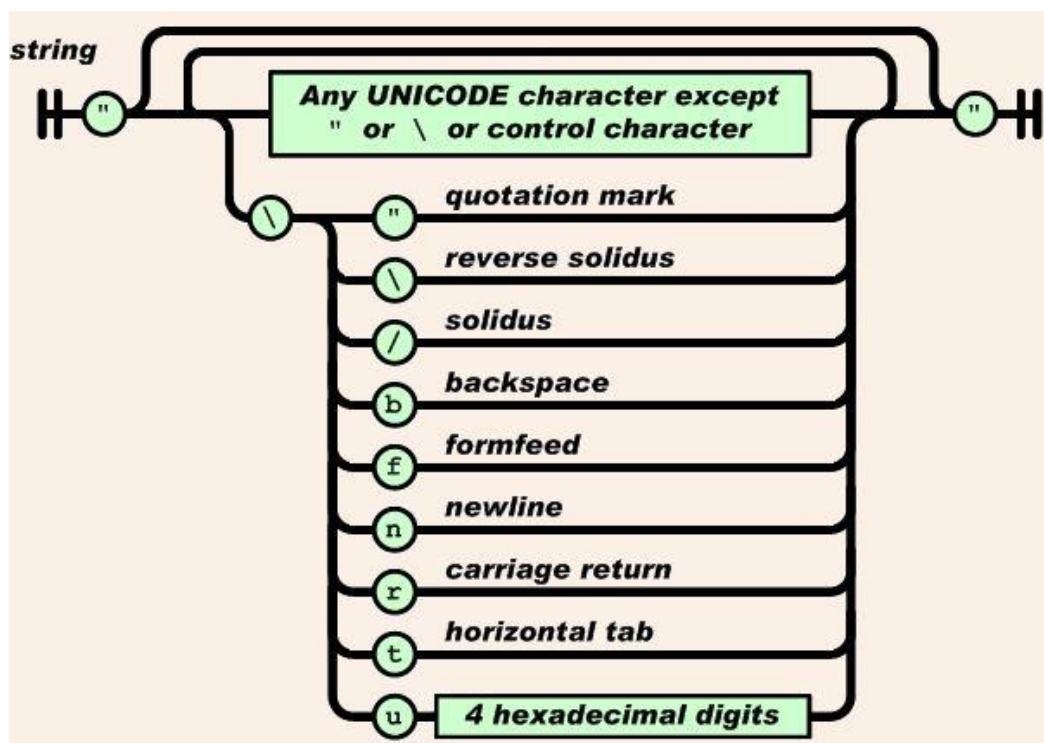 string
"
Any UNICODE character except
" or \ or control character
"
\
" quotation mark
\ reverse solidus
/ solidus
b backspace
f formfeed
n newline
r carriage return
t horizontal tab
u 4 hexadecimal digits